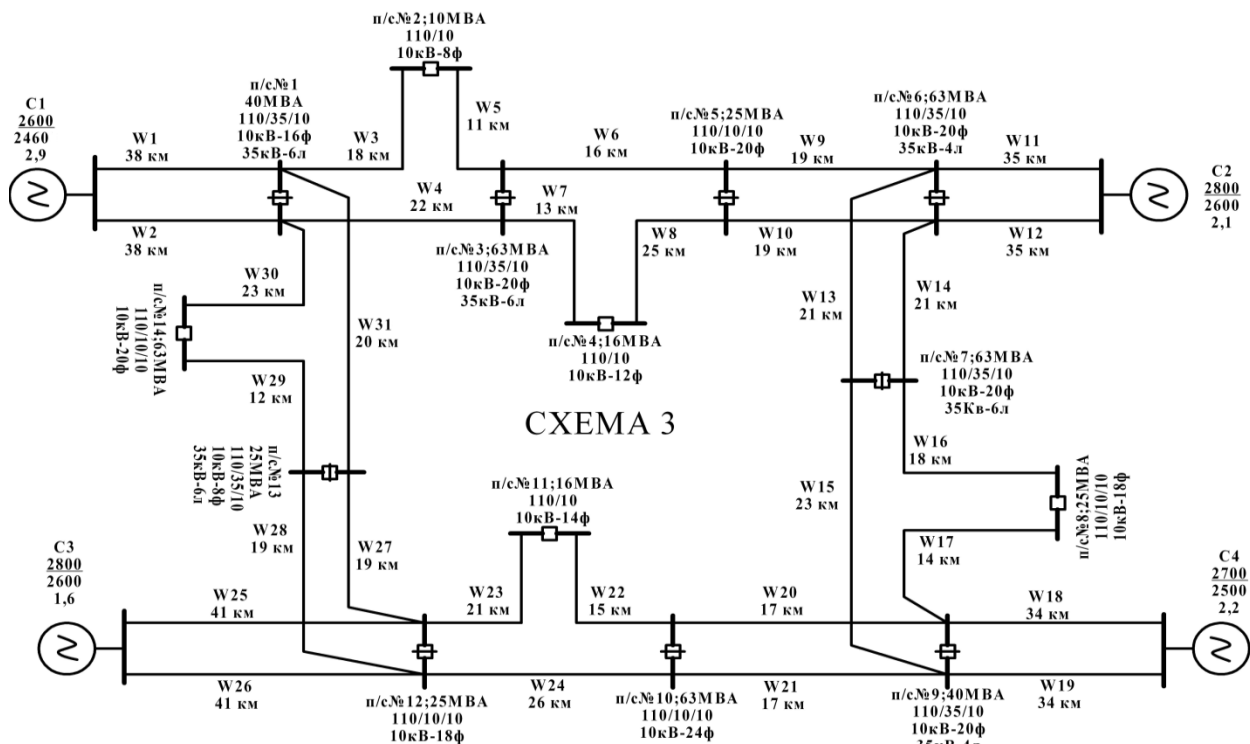 п/с№2;10МВА
110/10
10кВ-8ф
п/с№1
40МВА
110/35/10
10кВ-16ф
35кВ-6л
С1
2600
2460
2,9
W1
38 км
W2
38 км
W3
18 км
W4
22 км
W5
11 км
W6
16 км
W7
13 км
W8
25 км
п/с№3;63МВА
110/35/10
10кВ-20ф
35кВ-6л
п/с№4;16МВА
110/10
10кВ-12ф
п/с№5;25МВА
110/10/10
10кВ-20ф
W9
19 км
W10
19 км
п/с№6;63МВА
110/35/10
10кВ-20ф
35кВ-4л
W11
35 км
W12
35 км
С2
2800
2600
2,1
W13
21 км
W14
21 км
п/с№7;63МВА
110/35/10
10кВ-20ф
35Кв-6л
W30
23 км
W31
20 км
п/с№14;63МВА
110/10/10
10кВ-20ф
W29
12 км
СХЕМА 3
п/с№13
25МВА
110/35/10
10кВ-8ф
35кВ-6л
W28
19 км
W27
19 км
W15
23 км
W16
18 км
W17
14 км
п/с№8;25МВА
110/10/10
10кВ-18ф
п/с№11;16МВА
110/10
10кВ-14ф
С3
2800
2600
1,6
W25
41 км
W26
41 км
W23
21 км
W22
15 км
W24
26 км
W20
17 км
W21
17 км
W18
34 км
W19
34 км
С4
2700
2500
2,2
п/с№12;25МВА
110/10/10
10кВ-18ф
п/с№10;63МВА
110/10/10
10кВ-24ф
п/с№9;40МВА
110/35/10
10кВ-20ф
35кВ-4л